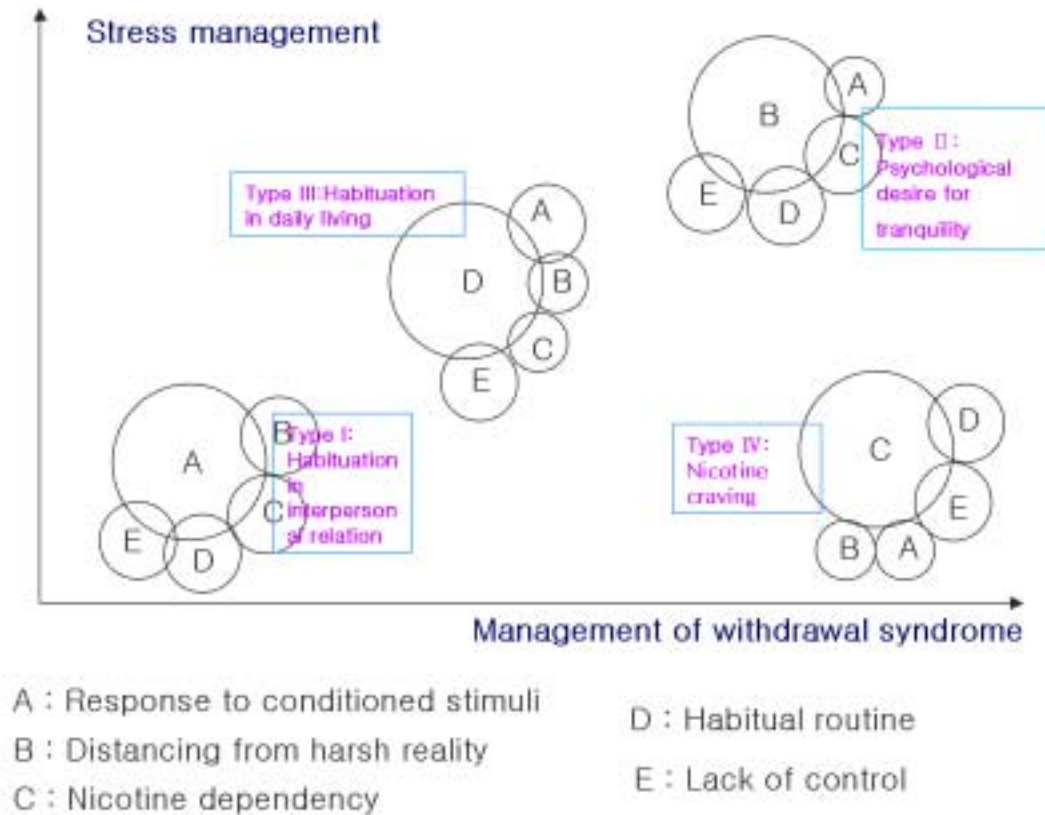 Stress management
A
B
C
Type Ⅱ:
Psychological
desire for
tranquility
E
D
Type III:Habituation
in daily living
A
D
B
C
E
B
Type I:
Habituation
in
interperson
al relation
A
C
E
D
C
D
Type Ⅳ:
Nicotine
craving
E
B
A
Management of withdrawal syndrome
A : Response to conditioned stimuli
B : Distancing from harsh reality
C : Nicotine dependency
D : Habitual routine
E : Lack of control